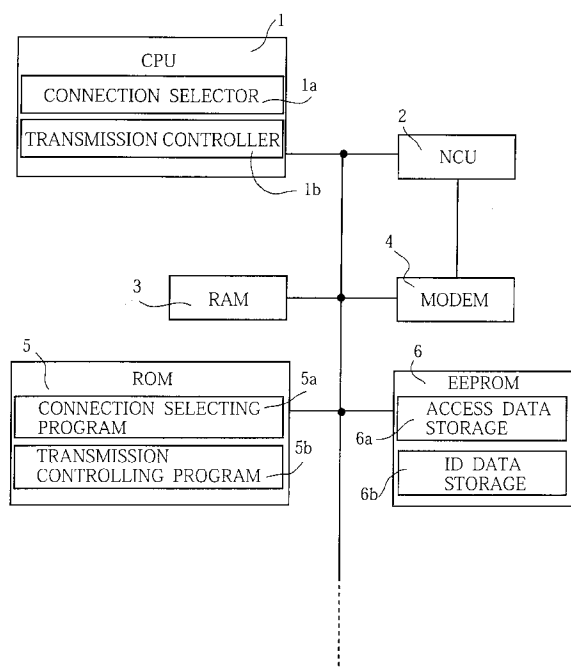 1
CPU
CONNECTION SELECTOR
1a
TRANSMISSION CONTROLLER
1b
2
NCU
3
RAM
4
MODEM
5
ROM
5a
CONNECTION SELECTING
PROGRAM
5b
TRANSMISSION
CONTROLLING PROGRAM
6
EEPROM
ACCESS DATA
STORAGE
6a
ID DATA
STORAGE
6b